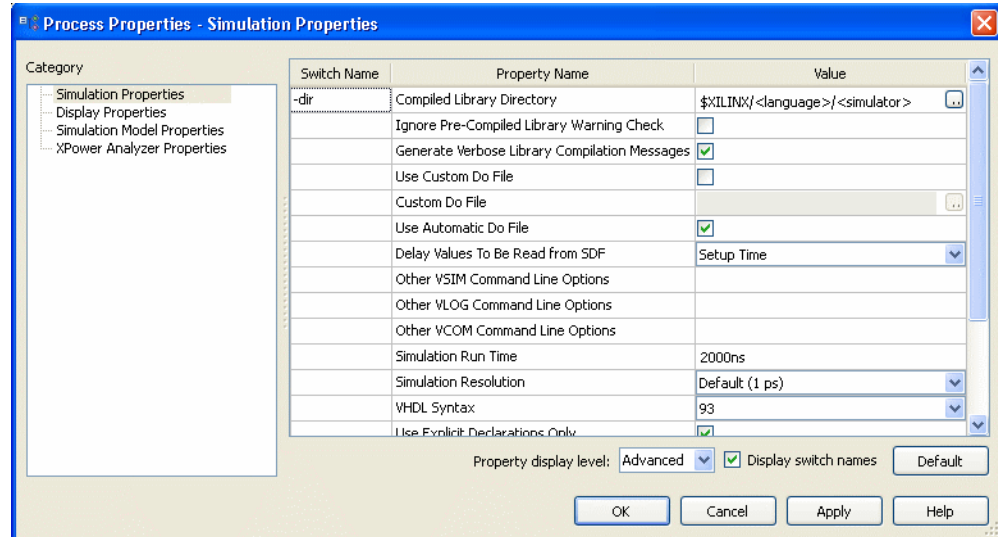 Process Properties - Simulation Properties
Category
Simulation Properties
Display Properties
Simulation Model Properties
XPower Analyzer Properties
Switch Name Property Name Value
-dir Compiled Library Directory $XILINX/<language>/<simulator> ..
Ignore Pre-Compiled Library Warning Check
Generate Verbose Library Compilation Messages
Use Custom Do File
Custom Do File ..
Use Automatic Do File
Delay Values To Be Read from SDF Setup Time
Other VSIM Command Line Options
Other VLOG Command Line Options
Other VCOM Command Line Options
Simulation Run Time 2000ns
Simulation Resolution Default (1 ps)
VHDL Syntax 93
Use Explicit Declarations Only
Property display level: Advanced Display switch names Default
OK Cancel Apply Help